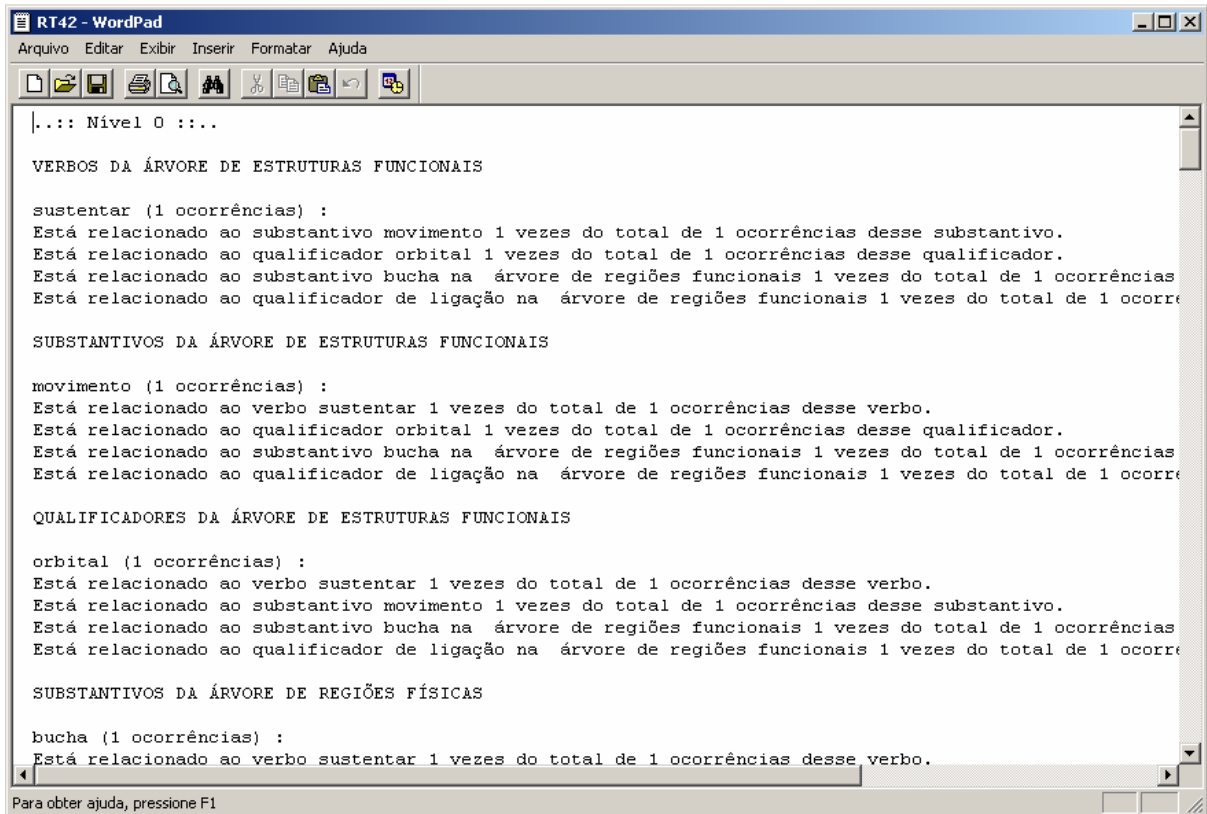 RT42 - WordPad
Arquivo Editar Exibir Inserir Formatar Ajuda
..:: Nível 0 ::..
VERBOS DA ÁRVORE DE ESTRUTURAS FUNCIONAIS
sustentar (1 ocorrências) :
Está relacionado ao substantivo movimento 1 vezes do total de 1 ocorrências desse substantivo.
Está relacionado ao qualificador orbital 1 vezes do total de 1 ocorrências desse qualificador.
Está relacionado ao substantivo bucha na árvore de regiões funcionais 1 vezes do total de 1 ocorrências
Está relacionado ao qualificador de ligação na árvore de regiões funcionais 1 vezes do total de 1
SUBSTANTIVOS DA ÁRVORE DE ESTRUTURAS FUNCIONAIS
movimento (1 ocorrências) :
Está relacionado ao verbo sustentar 1 vezes do total de 1 ocorrências desse verbo.
Está relacionado ao qualificador orbital 1 vezes do total de 1 ocorrências desse qualificador.
Está relacionado ao substantivo bucha na árvore de regiões funcionais 1 vezes do total de 1 ocorrências
Está relacionado ao qualificador de ligação na árvore de regiões funcionais 1 vezes do total de 1
QUALIFICADORES DA ÁRVORE DE ESTRUTURAS FUNCIONAIS
orbital (1 ocorrências) :
Está relacionado ao verbo sustentar 1 vezes do total de 1 ocorrências desse verbo.
Está relacionado ao substantivo movimento 1 vezes do total de 1 ocorrências desse substantivo.
Está relacionado ao substantivo bucha na árvore de regiões funcionais 1 vezes do total de 1 ocorrências
Está relacionado ao qualificador de ligação na árvore de regiões funcionais 1 vezes do total de 1
SUBSTANTIVOS DA ÁRVORE DE REGIÕES FÍSICAS
bucha (1 ocorrências) :
Está relacionado ao verbo sustentar 1 vezes do total de 1 ocorrências desse verbo.
Para obter ajuda, pressione F1